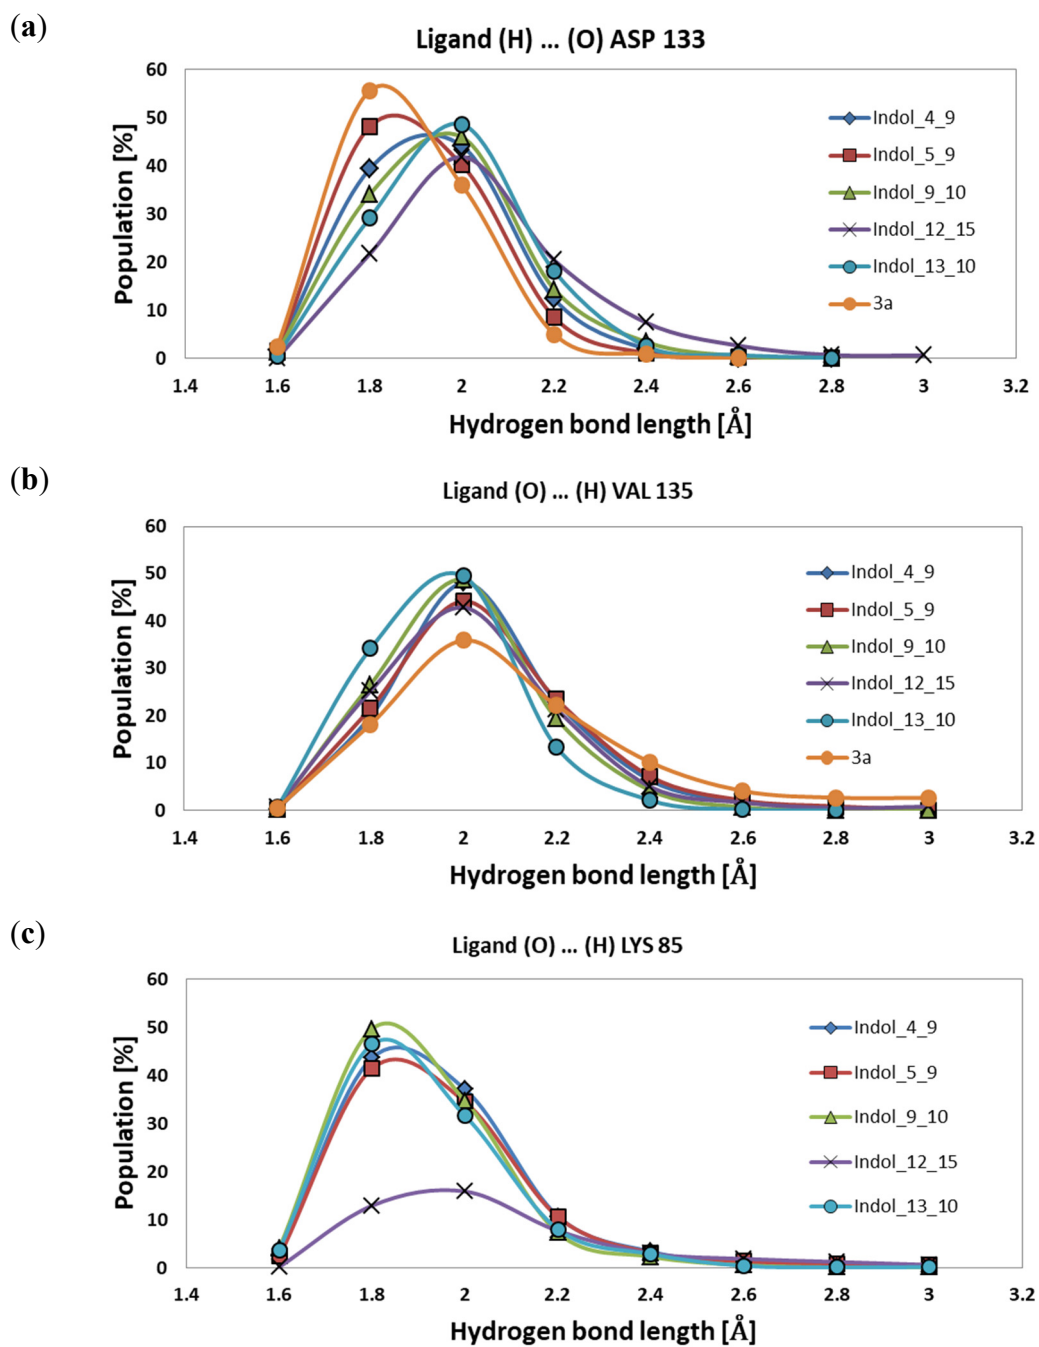 (a)
Ligand (H) ... (O) ASP 133
Population [%]
60
50
40
30
20
10
0
1.4 1.6 1.8 2 2.2 2.4 2.6 2.8 3 3.2
Hydrogen bond length [Å]
Indol_4_9
Indol_5_9
Indol_9_10
Indol_12_15
Indol_13_10
3a
(b)
Ligand (O) ... (H) VAL 135
Population [%]
60
50
40
30
20
10
0
1.4 1.6 1.8 2 2.2 2.4 2.6 2.8 3 3.2
Hydrogen bond length [Å]
Indol_4_9
Indol_5_9
Indol_9_10
Indol_12_15
Indol_13_10
3a
(c)
Ligand (O) ... (H) LYS 85
Population [%]
60
50
40
30
20
10
0
1.4 1.6 1.8 2 2.2 2.4 2.6 2.8 3 3.2
Hydrogen bond length [Å]
Indol_4_9
Indol_5_9
Indol_9_10
Indol_12_15
Indol_13_10